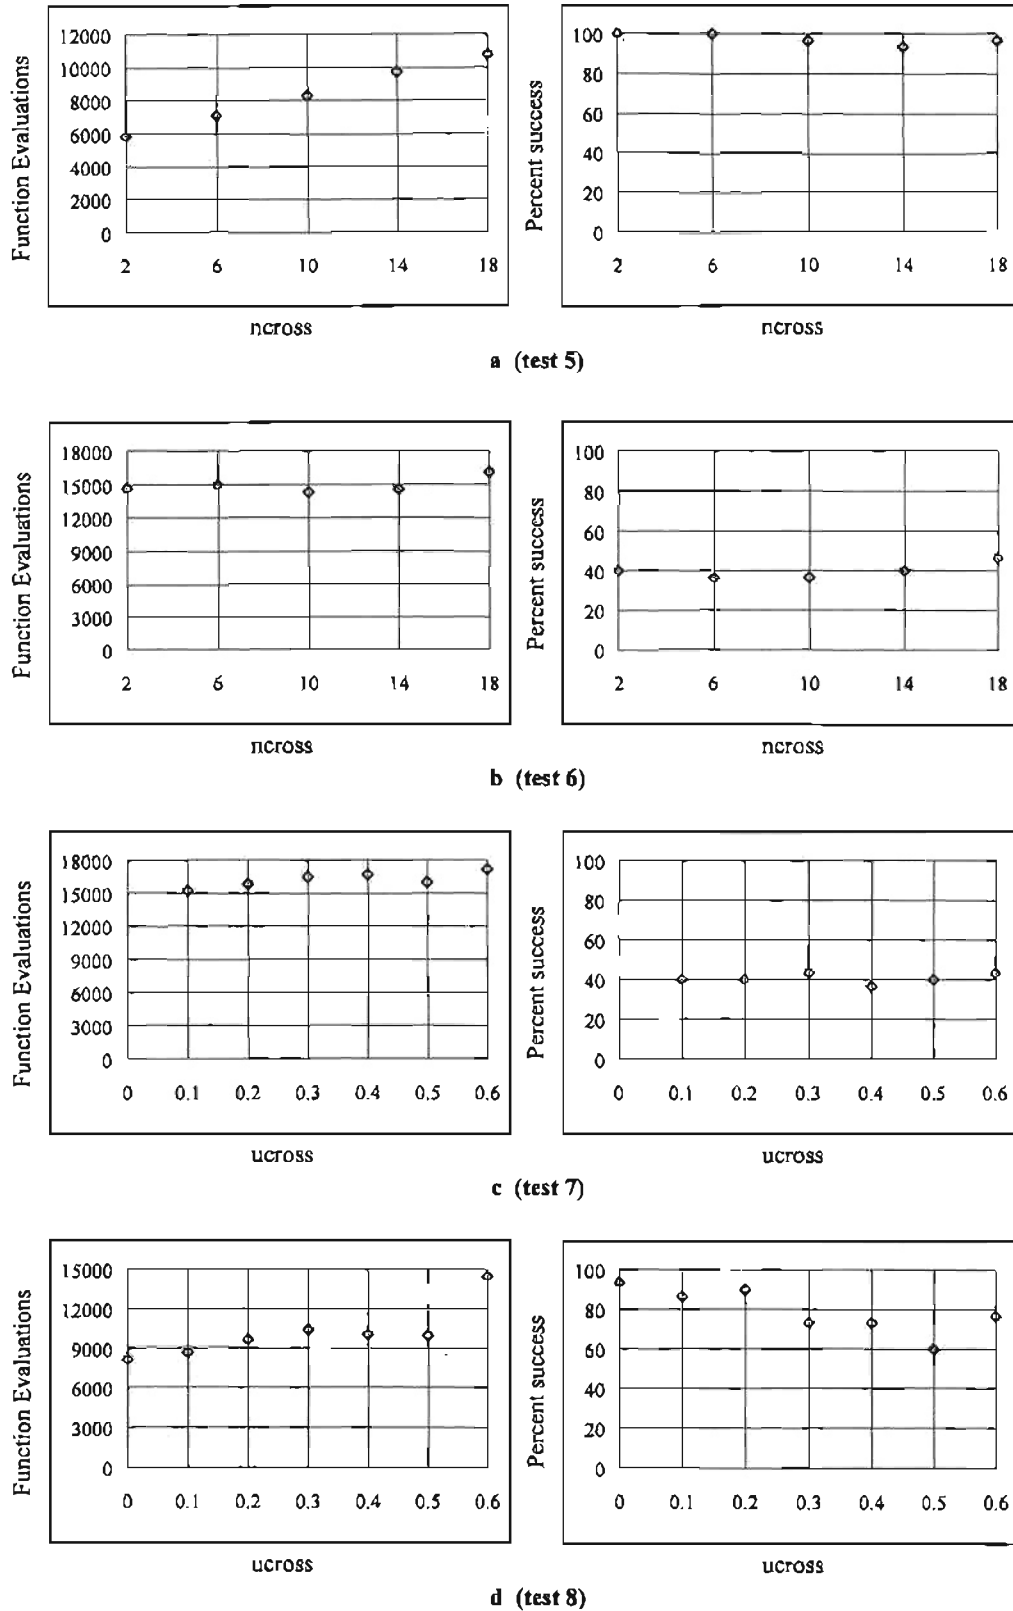 Function Evaluations
12000
10000
8000
6000
4000
2000
0
2 6 10 14 18
ncross
Percent success
100
80
60
40
20
0
2 6 10 14 18
ncross
a (test 5)
Function Evaluations
18000
15000
12000
9000
6000
3000
0
2 6 10 14 18
ncross
Percent success
100
80
60
40
20
0
2 6 10 14 18
ncross
b (test 6)
Function Evaluations
18000
15000
12000
9000
6000
3000
0
0 0.1 0.2 0.3 0.4 0.5 0.6
ucross
Percent success
100
80
60
40
20
0
0 0.1 0.2 0.3 0.4 0.5 0.6
ucross
c (test 7)
Function Evaluations
15000
12000
9000
6000
3000
0
0 0.1 0.2 0.3 0.4 0.5 0.6
ucross
Percent success
100
80
60
40
20
0
0 0.1 0.2 0.3 0.4 0.5 0.6
ucross
d (test 8)